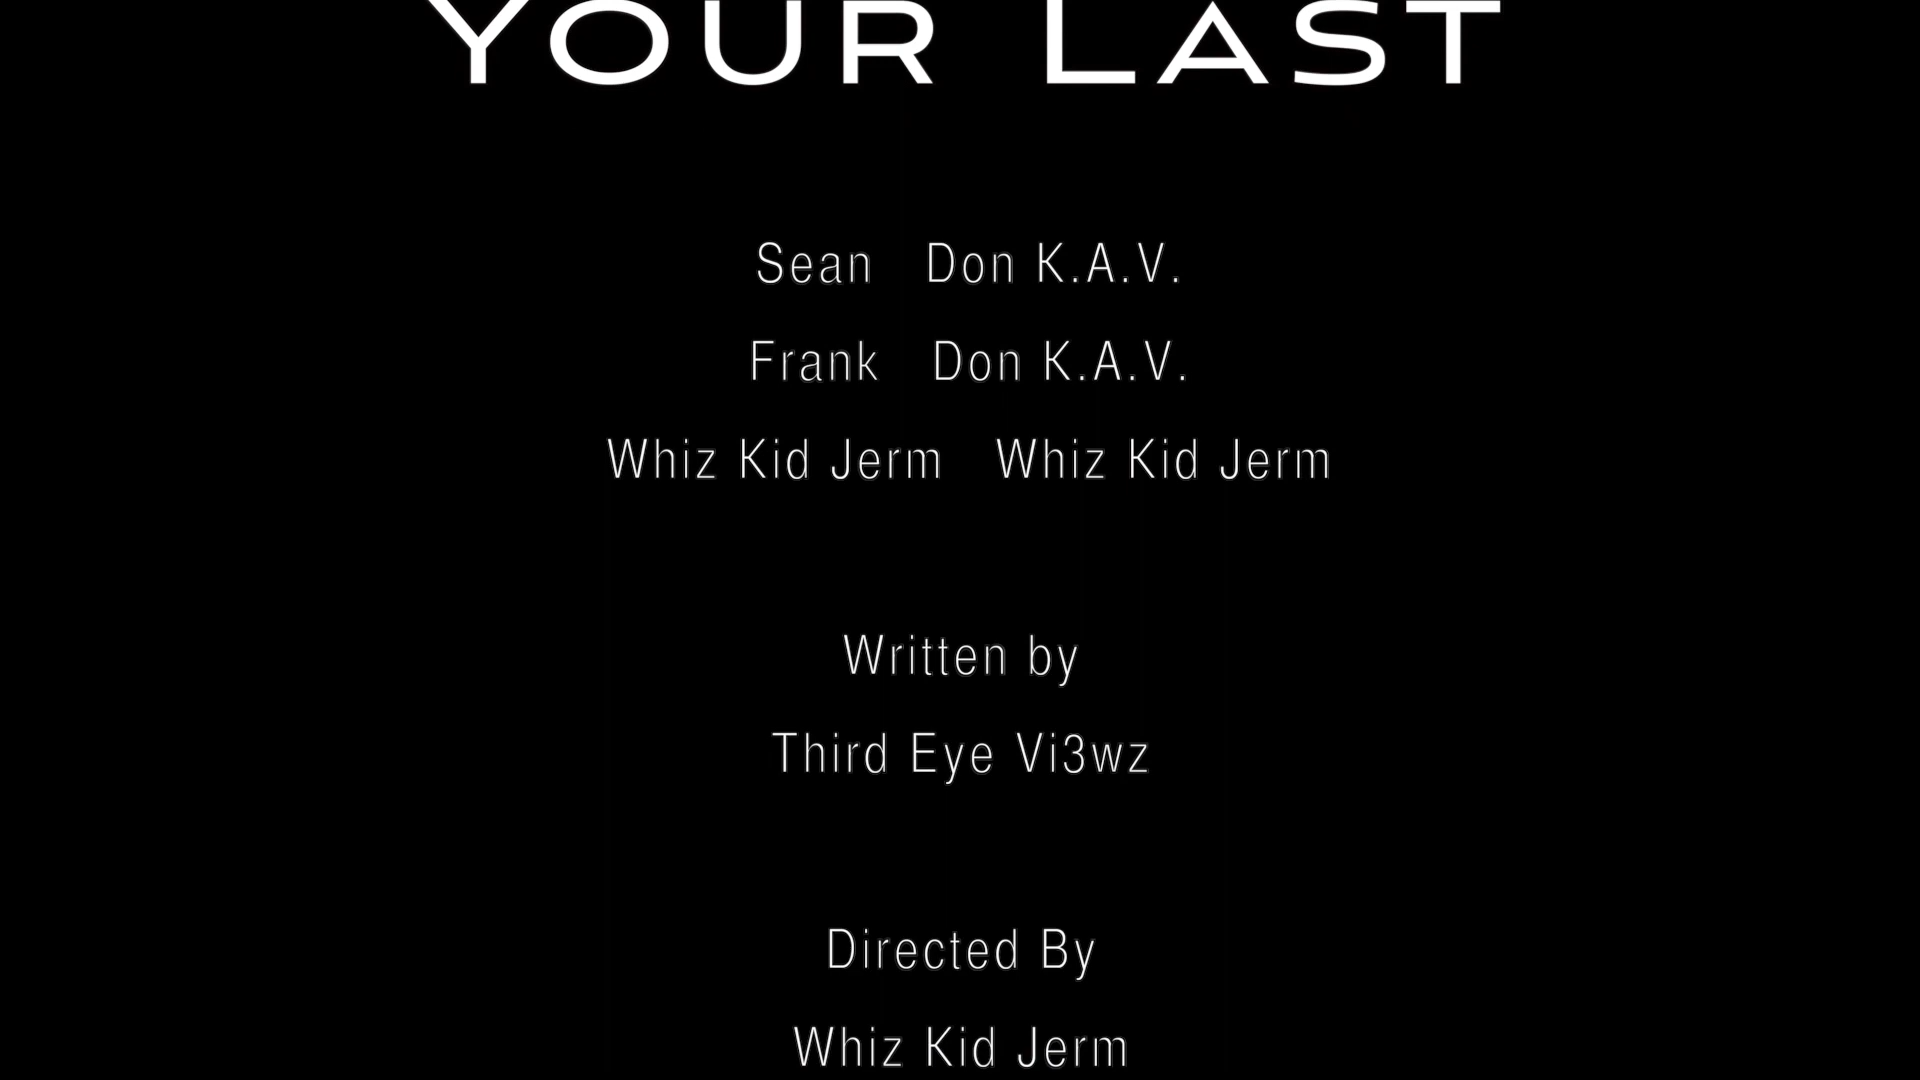 YOUR LAST
Sean Don K.A.V.
Frank Don K.A.V.
Whiz Kid Jerm Whiz Kid Jerm
Written by
Third Eye Vi3wz
Directed By
Whiz Kid Jerm